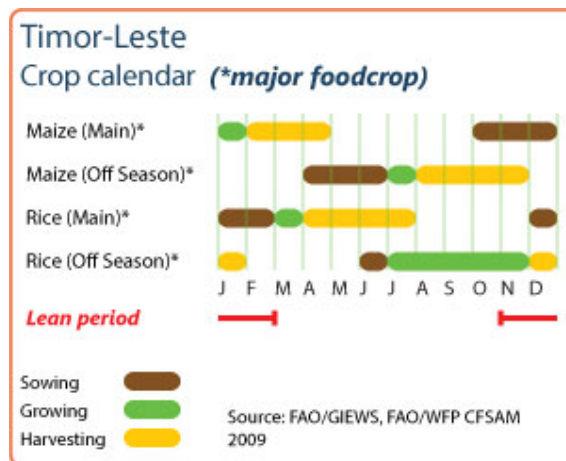 Timor-Leste
Crop calendar (*major foodcrop)
Maize (Main)*
Maize (Off Season)*
Rice (Main)*
Rice (Off Season)*
J F M A M J J A S O N D
Lean period
Sowing
Growing
Harvesting
Source: FAO/GIEWS, FAO/WFP CFSAM
2009